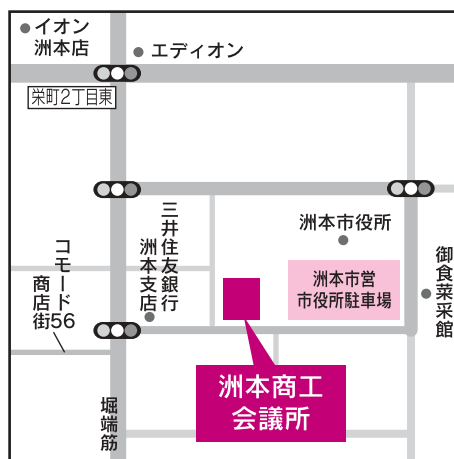 イオン
洲本店
エディオン
栄町2丁目東
三井住友銀行
洲本支店
洲本市役所
洲本市営
市役所駐車場
御食菜采館
コモード56
商店街
洲本商工
会議所
堀端筋